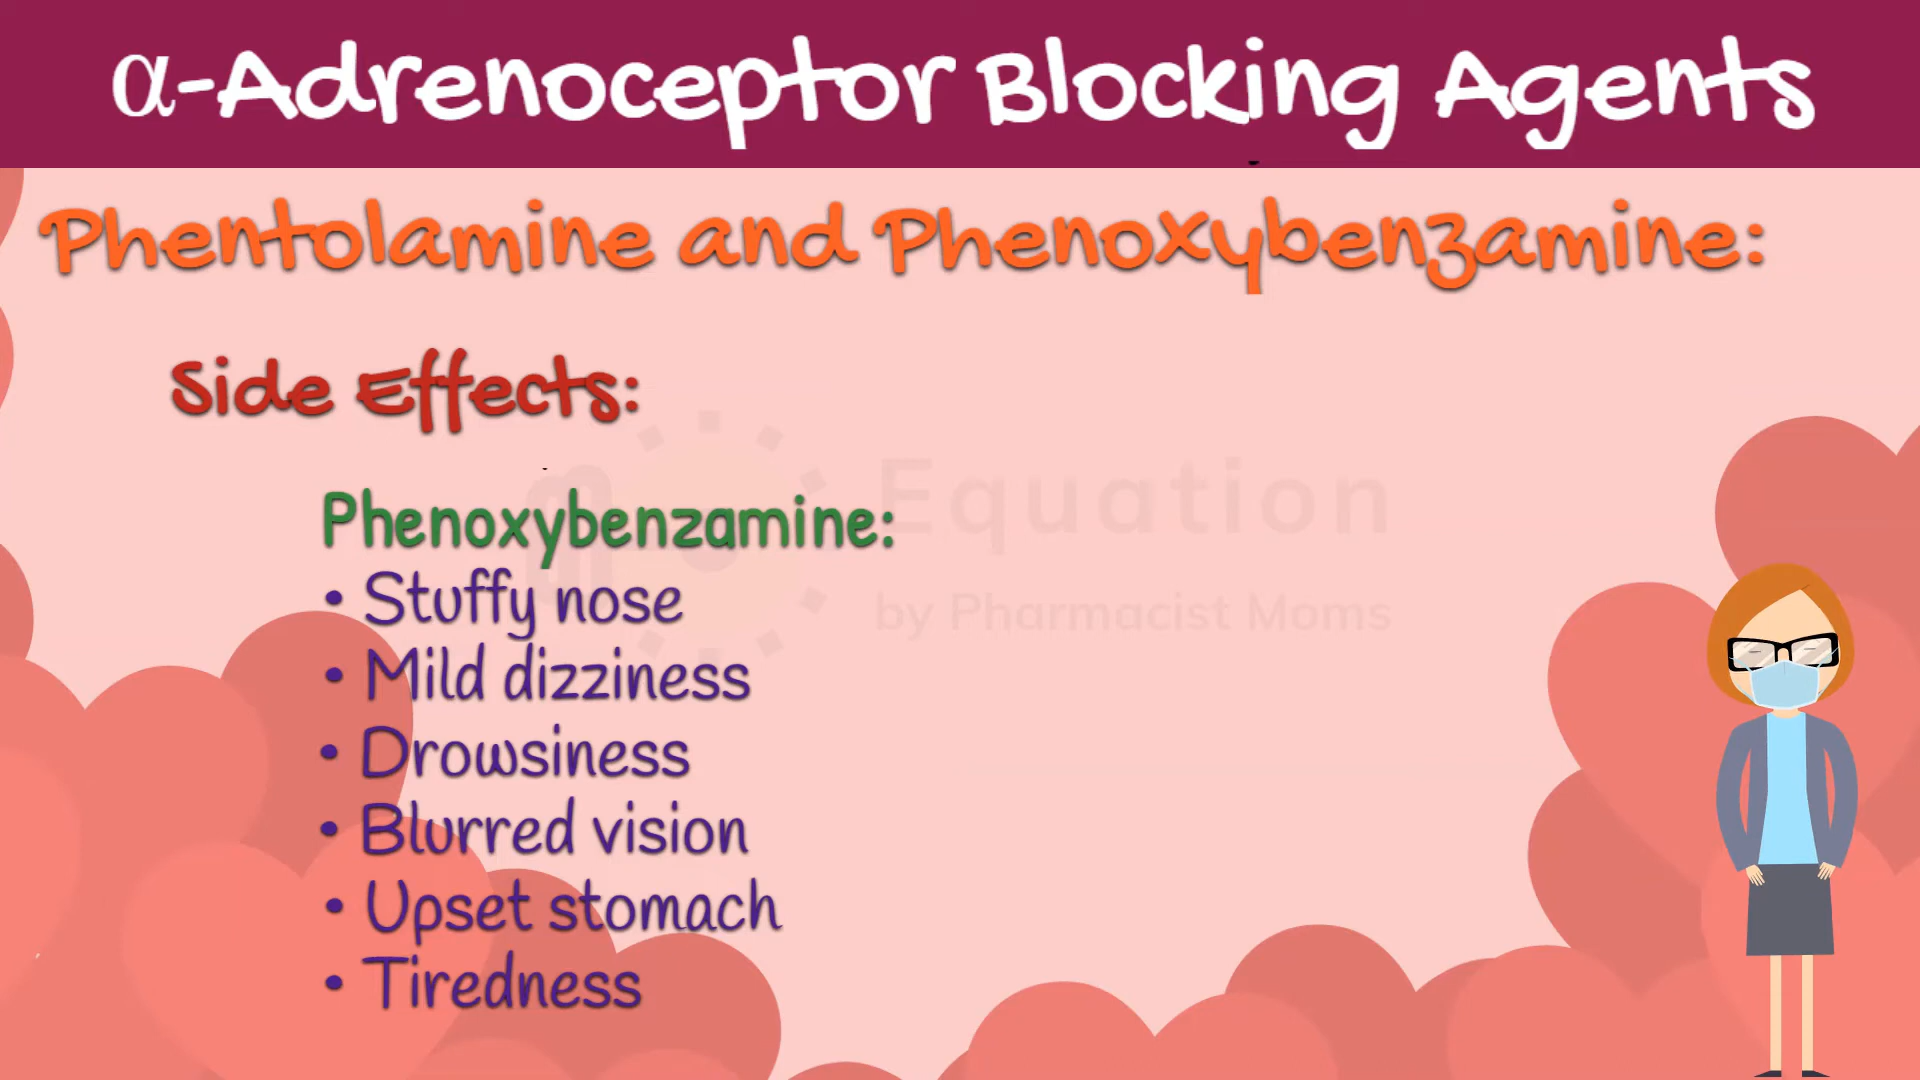 α-Adrenoceptor Blocking Agents
Phentolamine and Phenoxybenzamine:
Side Effects:
Phenoxybenzamine:
• Stuffy nose
• Mild dizziness
• Drowsiness
• Blurred vision
• Upset stomach
• Tiredness
Equation
by Pharmacist Moms